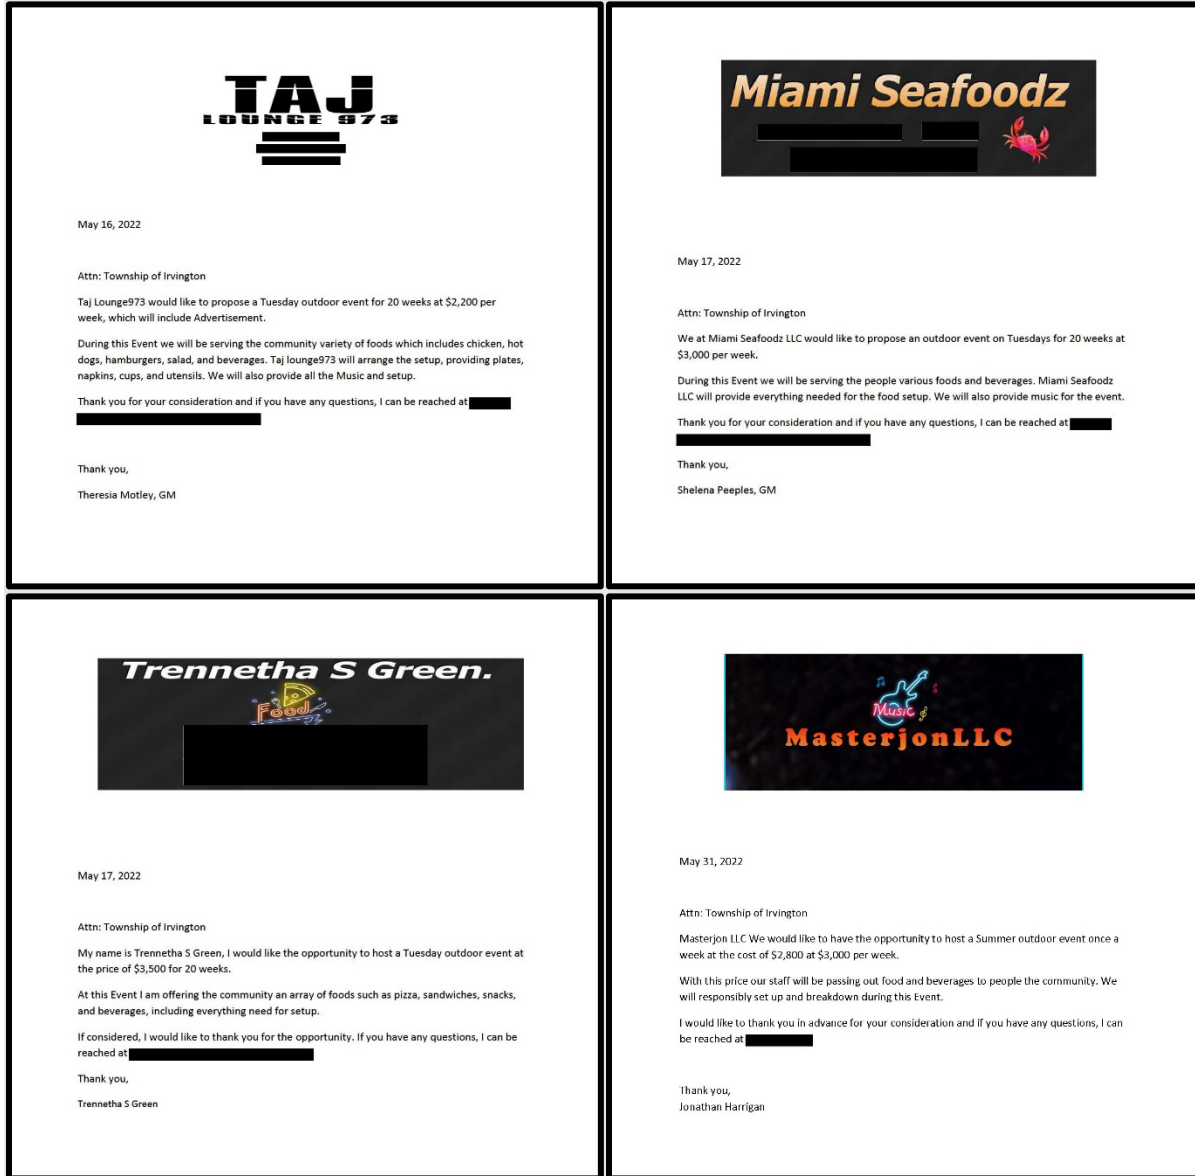 TAJ
LOUNGE 973
May 16, 2022
Attn: Township of Irvington
Taj Lounge973 would like to propose a Tuesday outdoor event for 20 weeks at $2,200 per
week, which will include Advertisement.
During this Event we will be serving the community variety of foods which includes chicken, hot
dogs, hamburgers, salad, and beverages. Taj lounge973 will arrange the setup, providing plates,
napkins, cups, and utensils. We will also provide all the Music and setup.
Thank you for your consideration and if you have any questions, I can be reached at
Thank you,
Theresia Motley, GM
Miami Seafoodz
May 17, 2022
Attn: Township of Irvington
We at Miami Seafoodz LLC would like to propose an outdoor event on Tuesdays for 20 weeks at
$3,000 per week.
During this Event we will be serving the people various foods and beverages. Miami Seafoodz
LLC will provide everything needed for the food setup. We will also provide music for the event.
Thank you for your consideration and if you have any questions, I can be reached at
Thank you,
Shelena Peeples, GM
Trennetha S Green.
Food
May 17, 2022
Attn: Township of Irvington
My name is Trennetha S Green, I would like the opportunity to host a Tuesday outdoor event at
the price of $3,500 for 20 weeks.
At this Event I am offering the community an array of foods such as pizza, sandwiches, snacks,
and beverages, including everything need for setup.
If considered, I would like to thank you for the opportunity. If you have any questions, I can be
reached at
Thank you,
Trennetha S Green
Music
MasterjonLLC
May 31, 2022
Attn: Township of Irvington
Masterjon LLC We would like to have the opportunity to host a Summer outdoor event once a
week at the cost of $2,800 at $3,000 per week.
With this price our staff will be passing out food and beverages to people the community. We
will responsibly set up and breakdown during this Event.
I would like to thank you in advance for your consideration and if you have any questions, I can
be reached at
Thank you,
Jonathan Harrigan